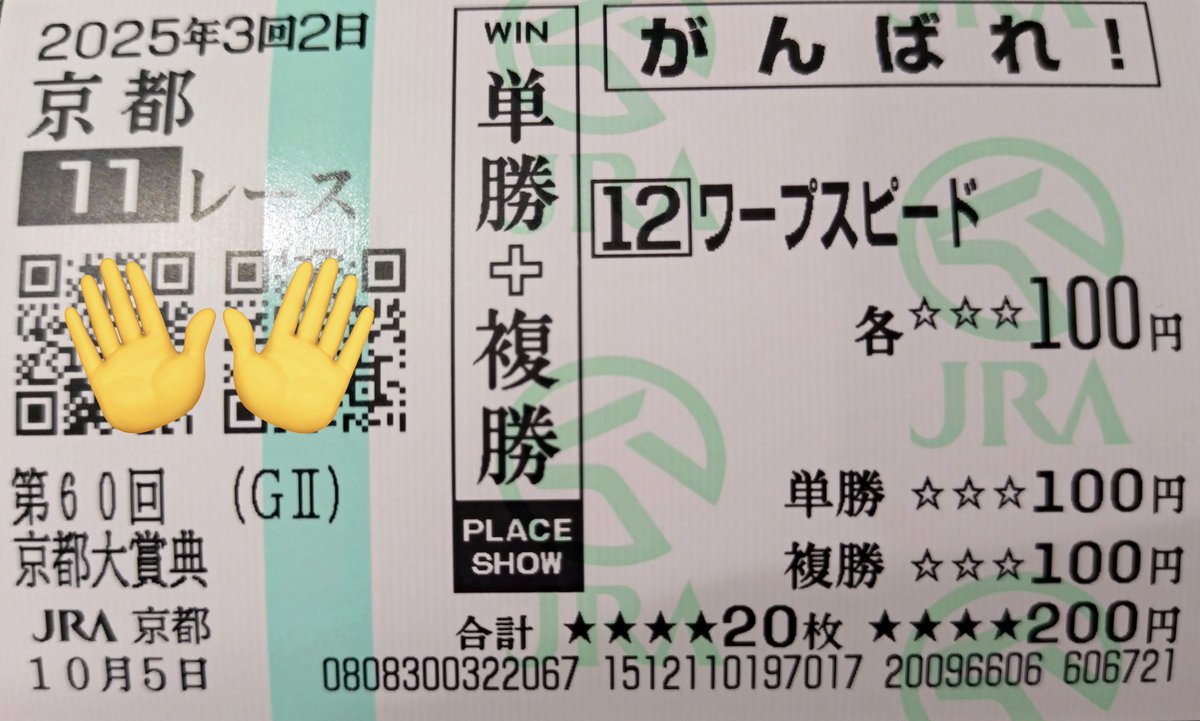 2025年3回2日
京都
11レース
第60回 (GⅡ)
京都大賞典
JRA 京都
10月5日
WIN
単勝+複勝
PLACE
SHOW
がんばれ!
12 ワープスピード
各☆☆☆100円
JRA
単勝 ☆☆☆100円
複勝 ☆☆☆100円
合計 ★★★★20枚 ★★★★200円
0808300322067 1512110197017 20096606 606721